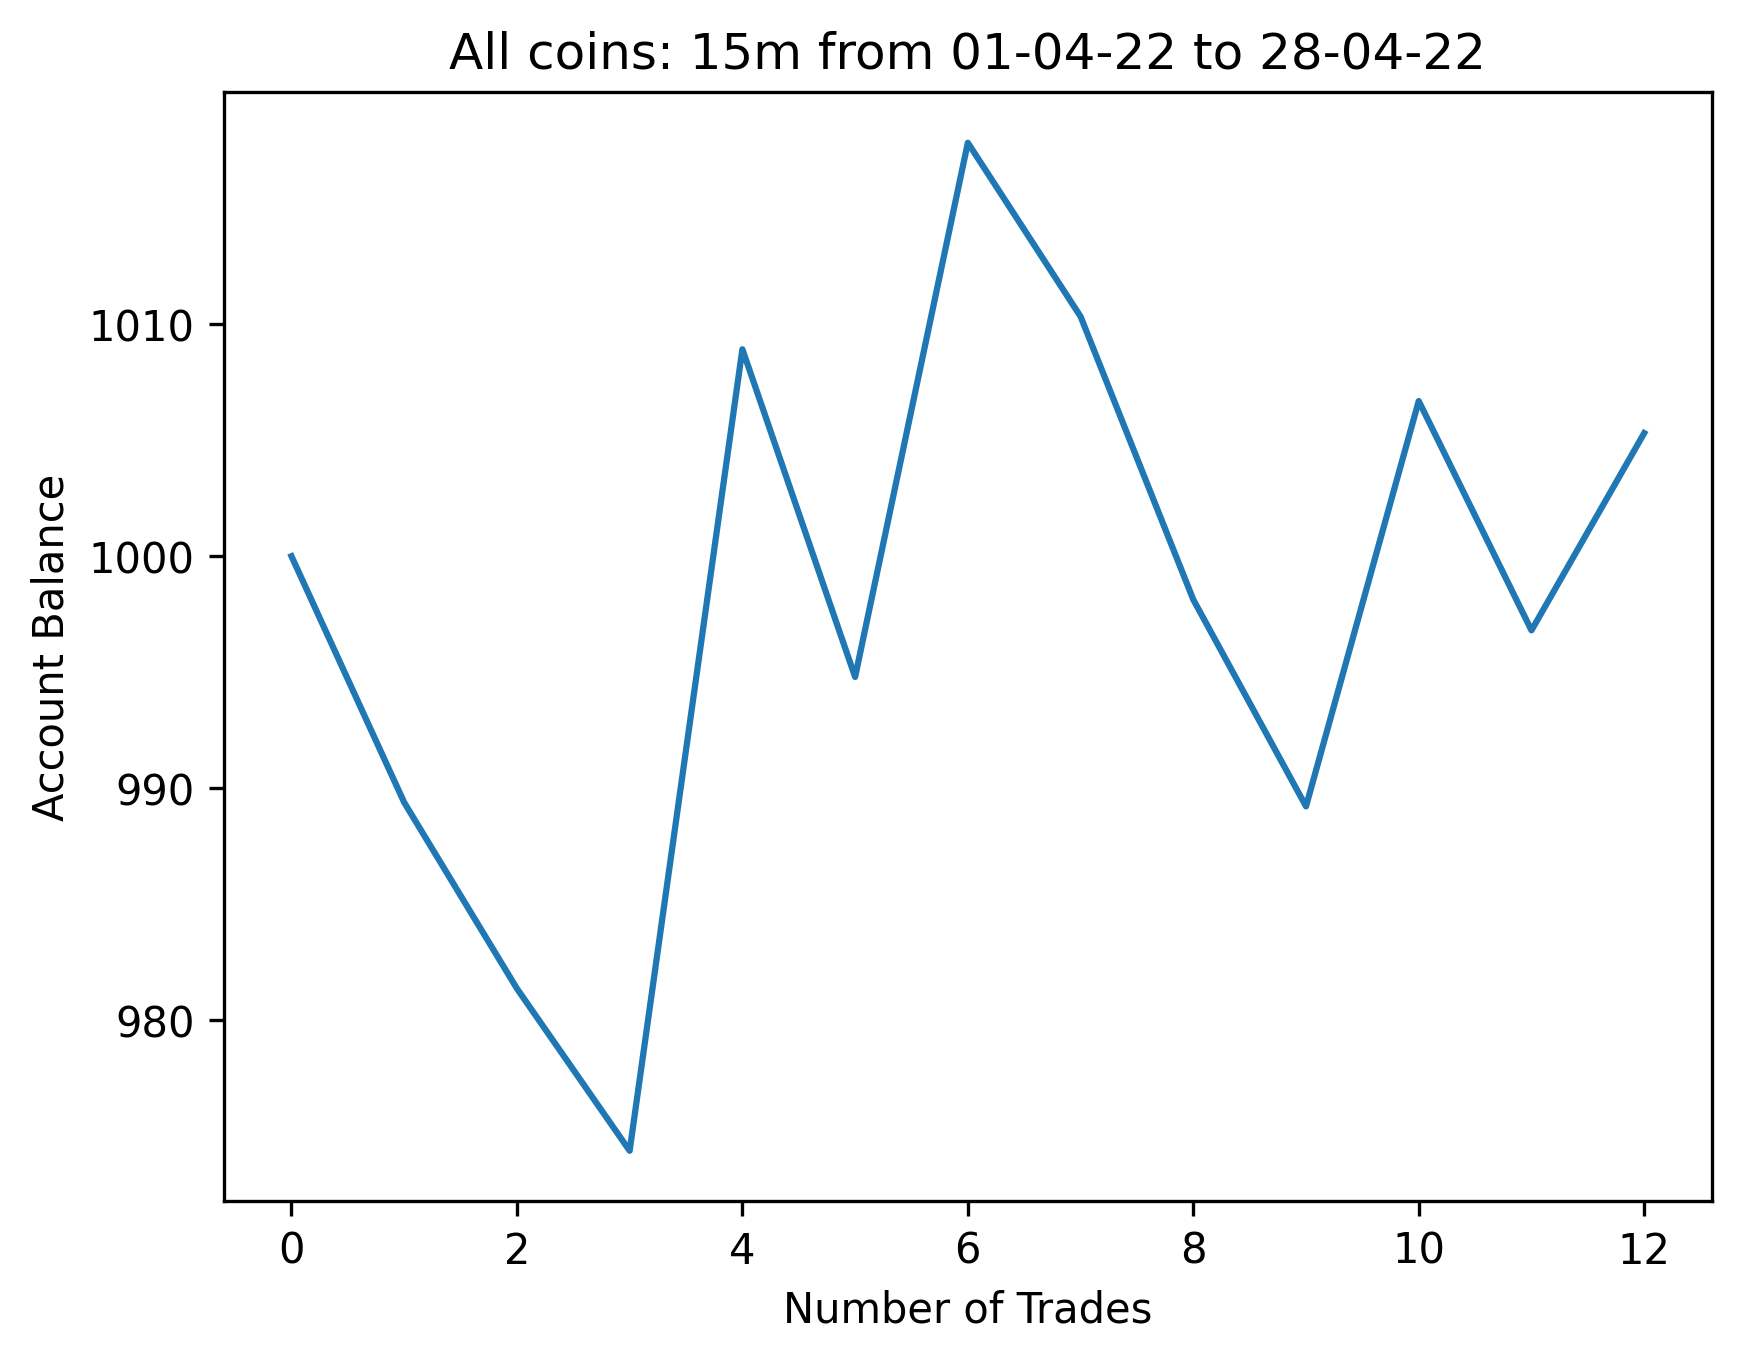 All coins: 15m from 01-04-22 to 28-04-22
Account Balance
1010
1000
990
980
0 2 4 6 8 10 12
Number of Trades